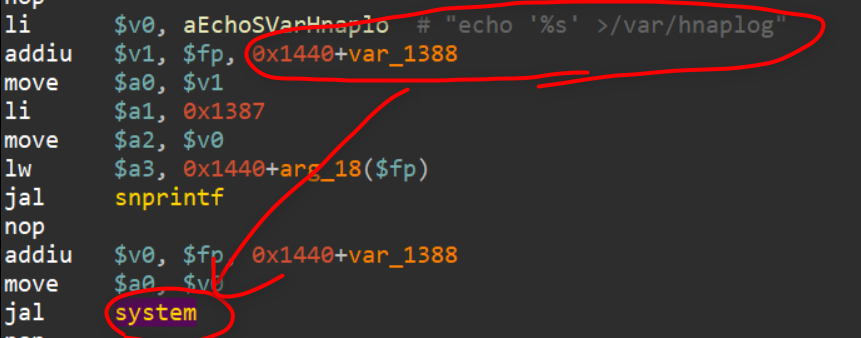 nop
li $v0, aEchoSVarHnaplo # "echo '%s' >/var/hnaplog"
addiu $v1, $fp, 0x1440+var_1388
move $a0, $v1
li $a1, 0x1387
move $a2, $v0
lw $a3, 0x1440+arg_18($fp)
jal snprintf
nop
addiu $v0, $fp, 0x1440+var_1388
move $a0, $v0
jal system
nop